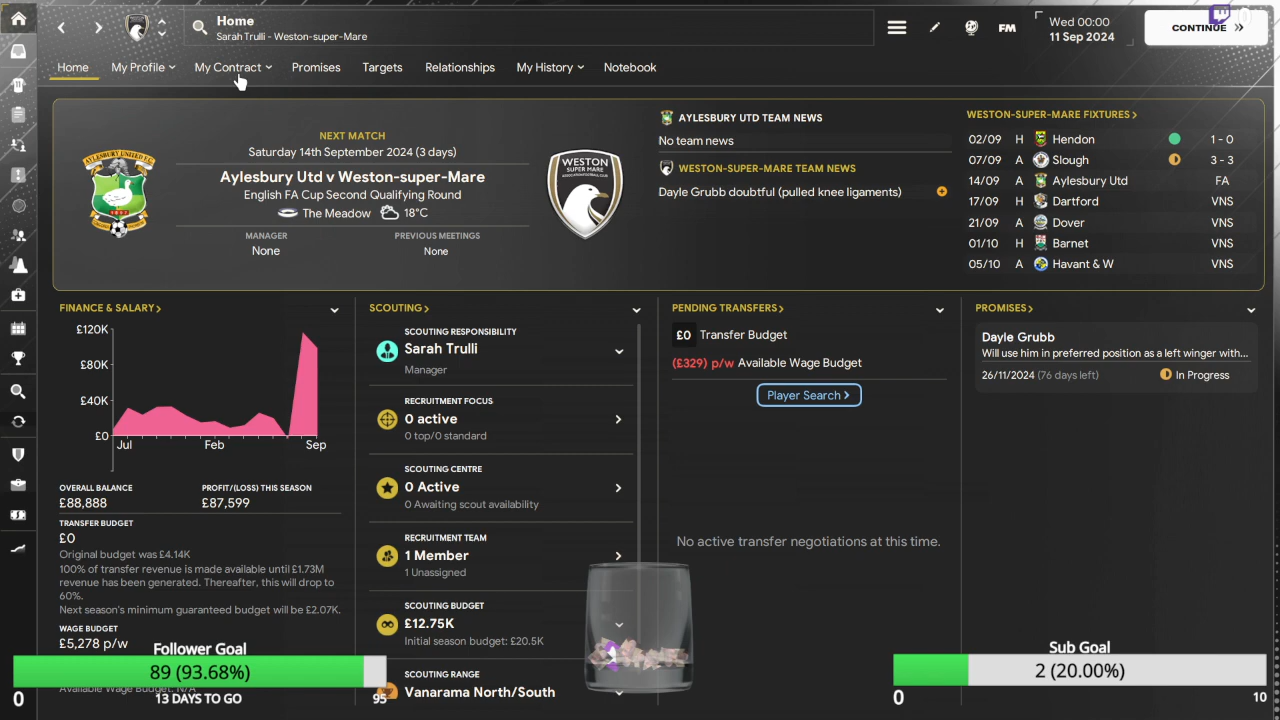 Home
Sarah Trulli - Weston-super-Mare
FM
Wed 00:00
11 Sep 2024
CONTINUE
Home
My Profile
My Contract
Promises
Targets
Relationships
My History
Notebook
NEXT MATCH
Saturday 14th September 2024 (3 days)
Aylesbury Utd v Weston-super-Mare
English FA Cup Second Qualifying Round
The Meadow 18°C
MANAGER
None
PREVIOUS MEETINGS
None
AYLESBURY UNITED F.C.
WESTON
SUPER MARE
AYLESBURY UTD TEAM NEWS
No team news
WESTON-SUPER-MARE TEAM NEWS
Dayle Grubb doubtful (pulled knee ligaments)
WESTON-SUPER-MARE FIXTURES >
02/09 H Hendon 1 - 0
07/09 A Slough 3 - 3
14/09 A Aylesbury Utd FA
17/09 H Dartford VNS
21/09 A Dover VNS
01/10 H Barnet VNS
05/10 A Havant & W VNS
FINANCE & SALARY >
£120K
£80K
£40K
£0
Jul Feb Sep
OVERALL BALANCE
£88,888
PROFIT/(LOSS) THIS SEASON
£87,599
TRANSFER BUDGET
£0
Original budget was £4.14K
100% of transfer revenue is made available until £1.73M
revenue has been generated. Thereafter, this will drop to
60%.
Next season's minimum guaranteed budget will be £2.07K.
WAGE BUDGET
£5,278 p/w
Available Wage Budget: N/A
SCOUTING >
SCOUTING RESPONSIBILITY
Sarah Trulli
Manager
RECRUITMENT FOCUS
0 active
0 top/0 standard
SCOUTING CENTRE
0 Active
0 Awaiting scout availability
RECRUITMENT TEAM
1 Member
1 Unassigned
SCOUTING BUDGET
£12.75K
Initial season budget: £20.5K
SCOUTING RANGE
Vanarama North/South
PENDING TRANSFERS >
£0 Transfer Budget
(£329) p/w Available Wage Budget
Player Search >
No active transfer negotiations at this time.
PROMISES >
Dayle Grubb
Will use him in preferred position as a left winger with...
26/11/2024 (76 days left)
In Progress
Follower Goal
89 (93.68%)
0
13 DAYS TO GO
95
Sub Goal
2 (20.00%)
0
10